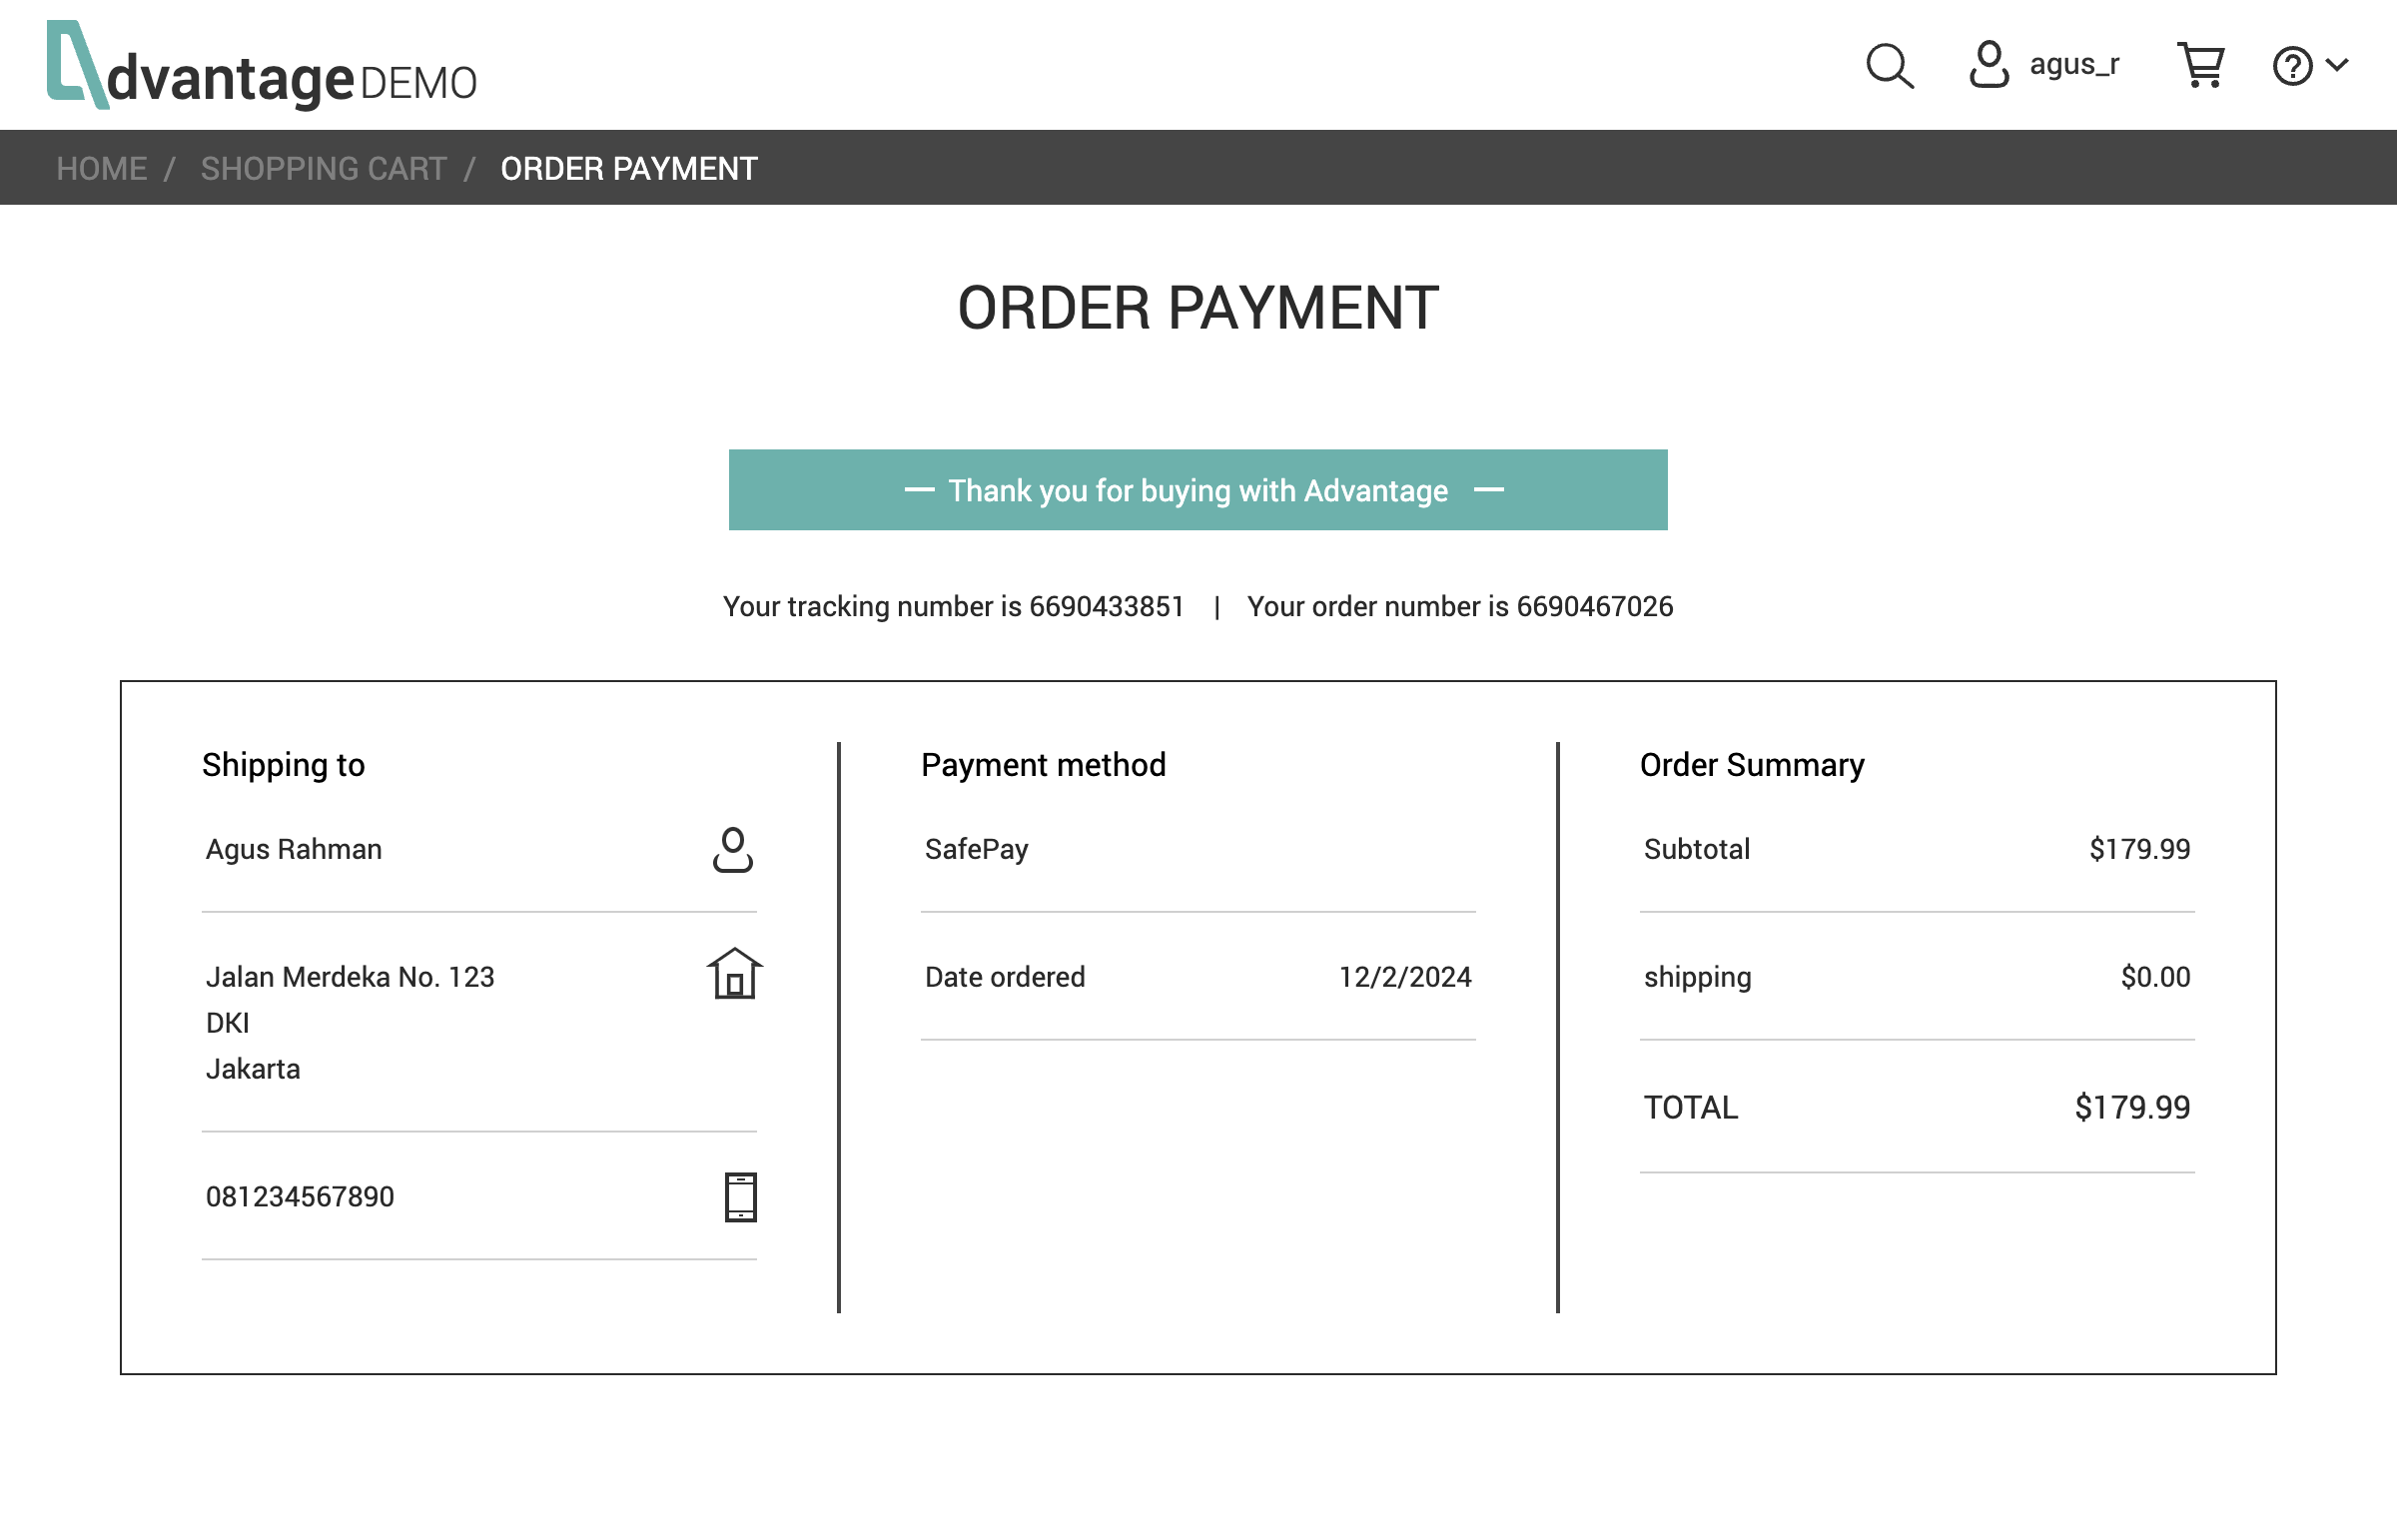 Advantage DEMO
agus_r
HOME / SHOPPING CART / ORDER PAYMENT
ORDER PAYMENT
— Thank you for buying with Advantage —
Your tracking number is 6690433851 | Your order number is 6690467026
Shipping to
Agus Rahman
Jalan Merdeka No. 123
DKI
Jakarta
081234567890
Payment method
SafePay
Date ordered 12/2/2024
Order Summary
Subtotal $179.99
shipping $0.00
TOTAL $179.99